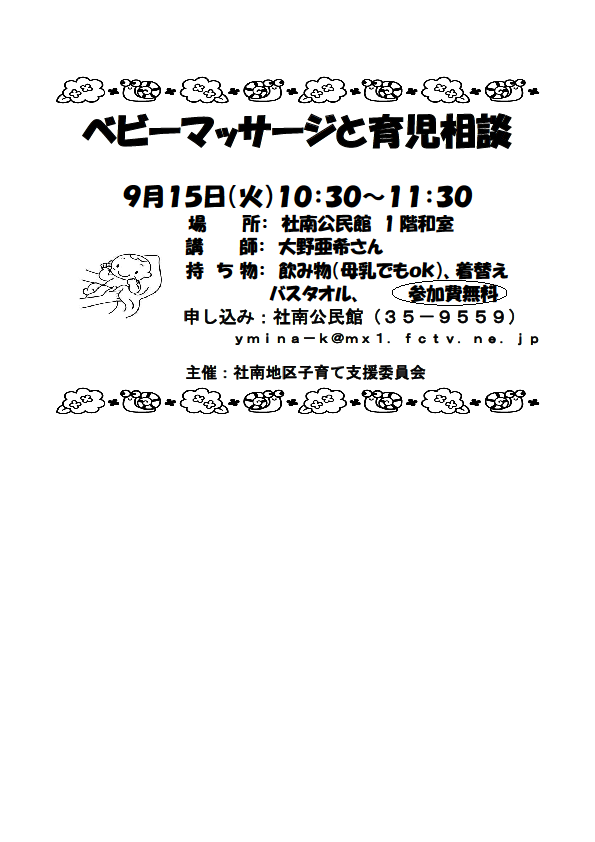 ベビーマッサージと育児相談
9月15日(火)10:30～11:30
場　所:　社南公民館　1階和室
講　師:　大野亜希さん
持ち物:　飲み物(母乳でもok)、着替え
バスタオル、　参加費無料
申し込み：社南公民館（３５－９５５９）
ｙｍｉｎａ－ｋ＠ｍｘ１．ｆｃｔｖ．ｎｅ．ｊｐ
主催：社南地区子育て支援委員会